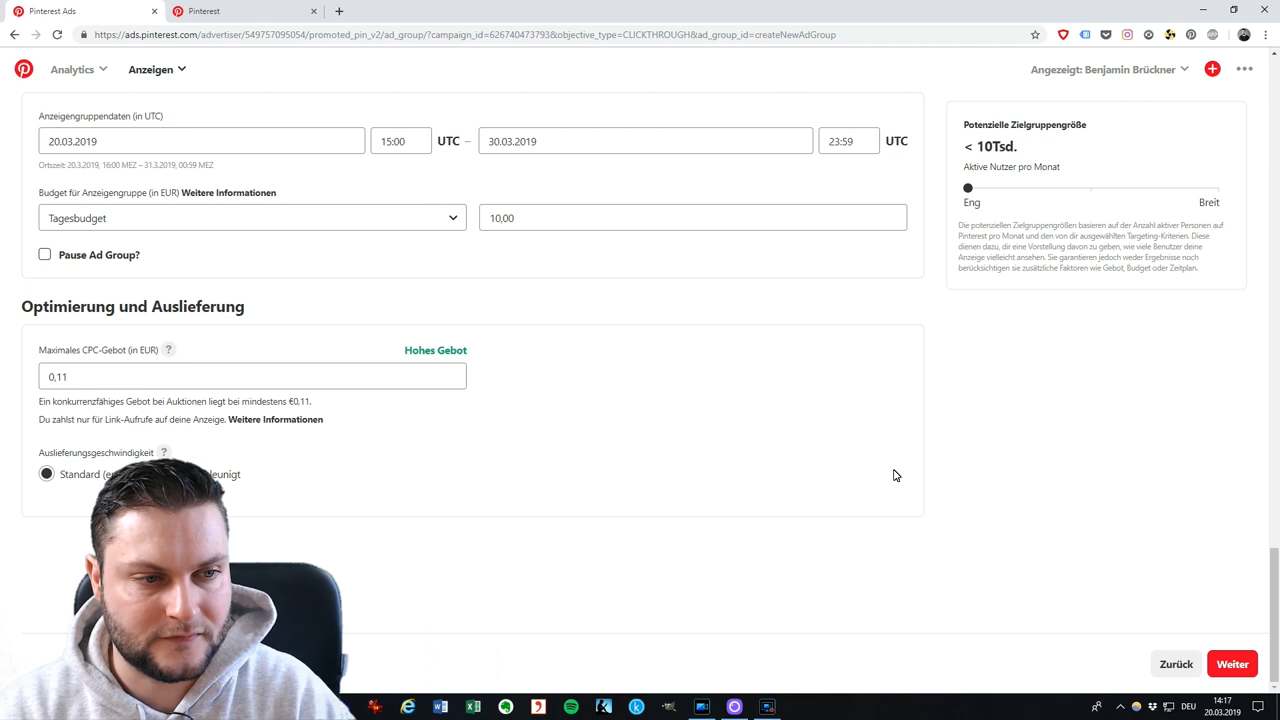 Pinterest Ads
Pinterest
https://ads.pinterest.com/advertiser/549757095054/promoted_pin_v2/ad_group/?campaign_id=626740473793&objective_type=CLICKTHROUGH&ad_group_id=createNewAdGroup
Analytics Anzeigen Angezeigt: Benjamin Brückner
Anzeigengruppendaten (in UTC)
20.03.2019 15:00 UTC – 30.03.2019 23:59 UTC
Ortszeit: 20.3.2019, 16:00 MEZ – 31.3.2019, 00:59 MEZ
Budget für Anzeigengruppe (in EUR) Weitere Informationen
Tagesbudget 10,00
Pause Ad Group?
Potenzielle Zielgruppengröße
< 10Tsd.
Aktive Nutzer pro Monat
Eng Breit
Die potenziellen Zielgruppengrößen basieren auf der Anzahl aktiver Personen auf
Pinterest pro Monat und den von dir ausgewählten Targeting-Kriterien. Diese
dienen dazu, dir eine Vorstellung davon zu geben, wie viele Benutzer deine
Anzeige vielleicht ansehen. Sie garantieren jedoch weder Ergebnisse noch
berücksichtigen sie zusätzliche Faktoren wie Gebot, Budget oder Zeitplan.
Optimierung und Auslieferung
Maximales CPC-Gebot (in EUR) ? Hohes Gebot
0,11
Ein konkurrenzfähiges Gebot bei Auktionen liegt bei mindestens €0.11.
Du zahlst nur für Link-Aufrufe auf deine Anzeige. Weitere Informationen
Auslieferungsgeschwindigkeit ?
Standard
Zurück Weiter
DEU
14:17
20.03.2019